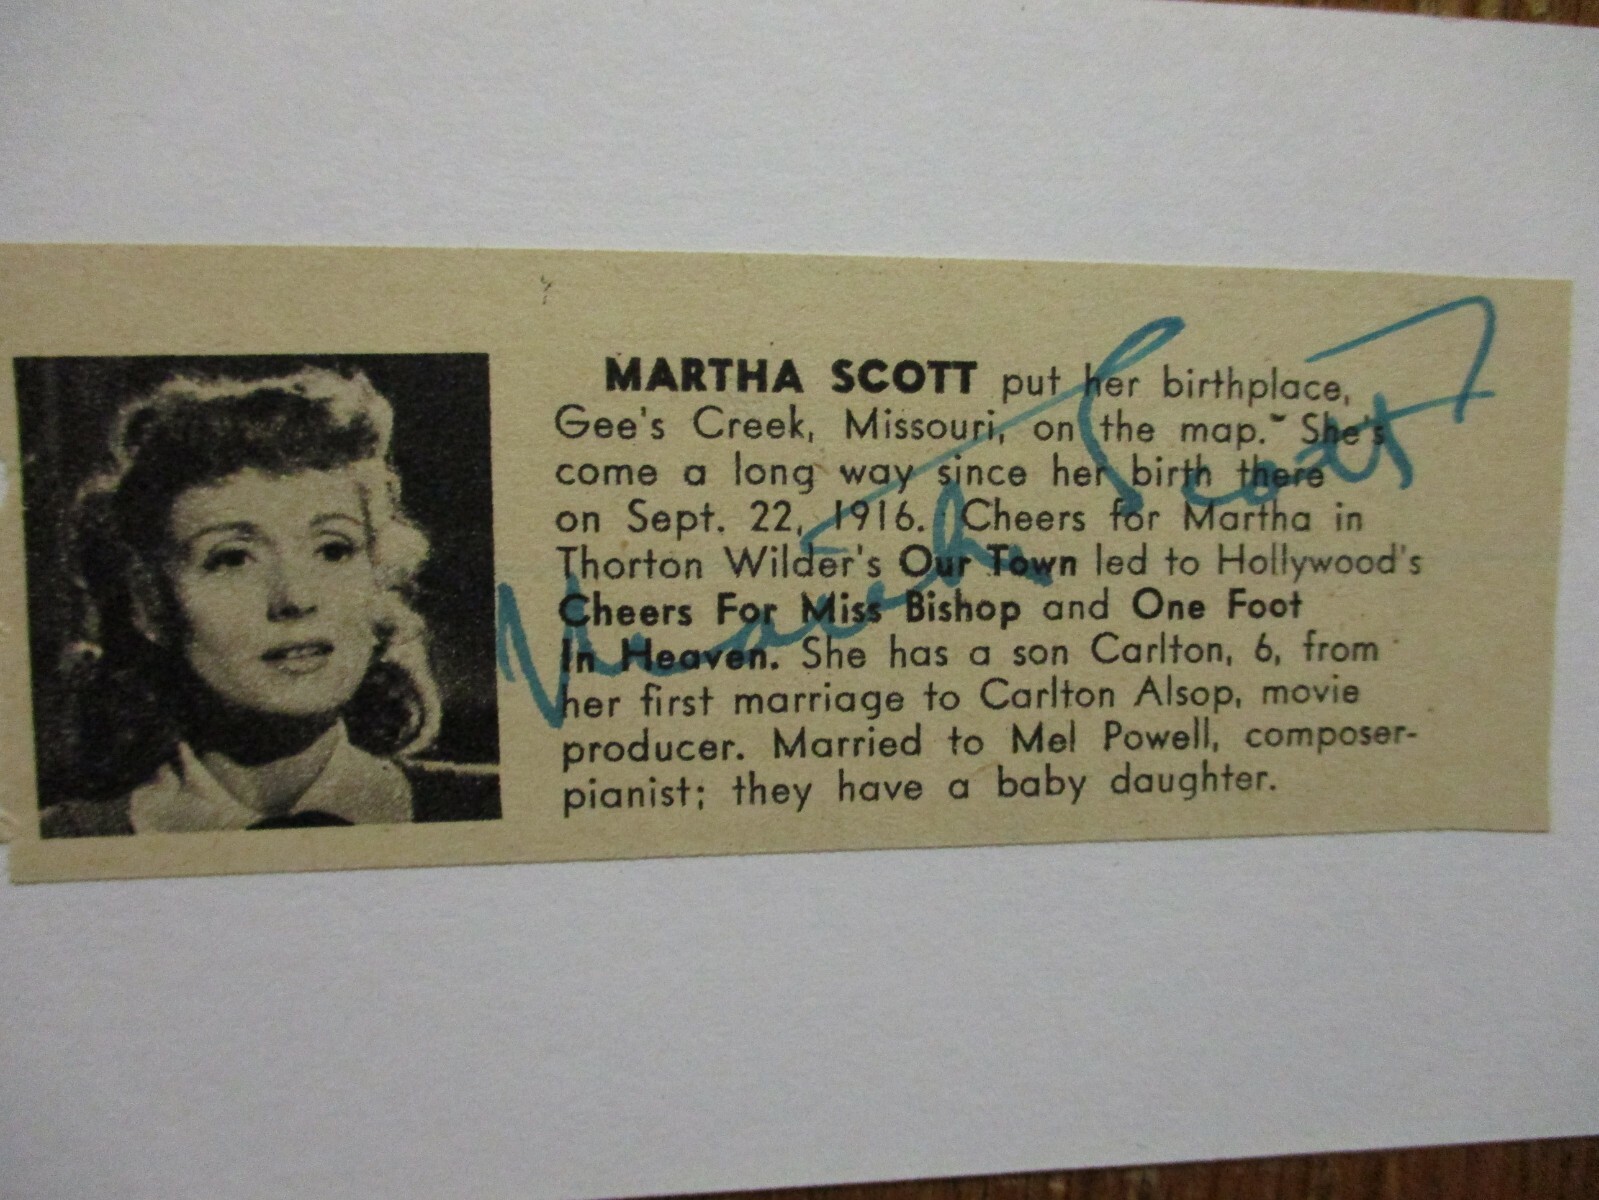 MARTHA SCOTT put her birthplace,
Gee's Creek, Missouri, on the map. She's
come a long way since her birth there
on Sept. 22, 1916. Cheers for Martha in
Thorton Wilder's Our Town led to Hollywood's
Cheers For Miss Bishop and One Foot
In Heaven. She has a son Carlton, 6, from
her first marriage to Carlton Alsop, movie
producer. Married to Mel Powell, composer-
pianist; they have a baby daughter.
Martha Scott